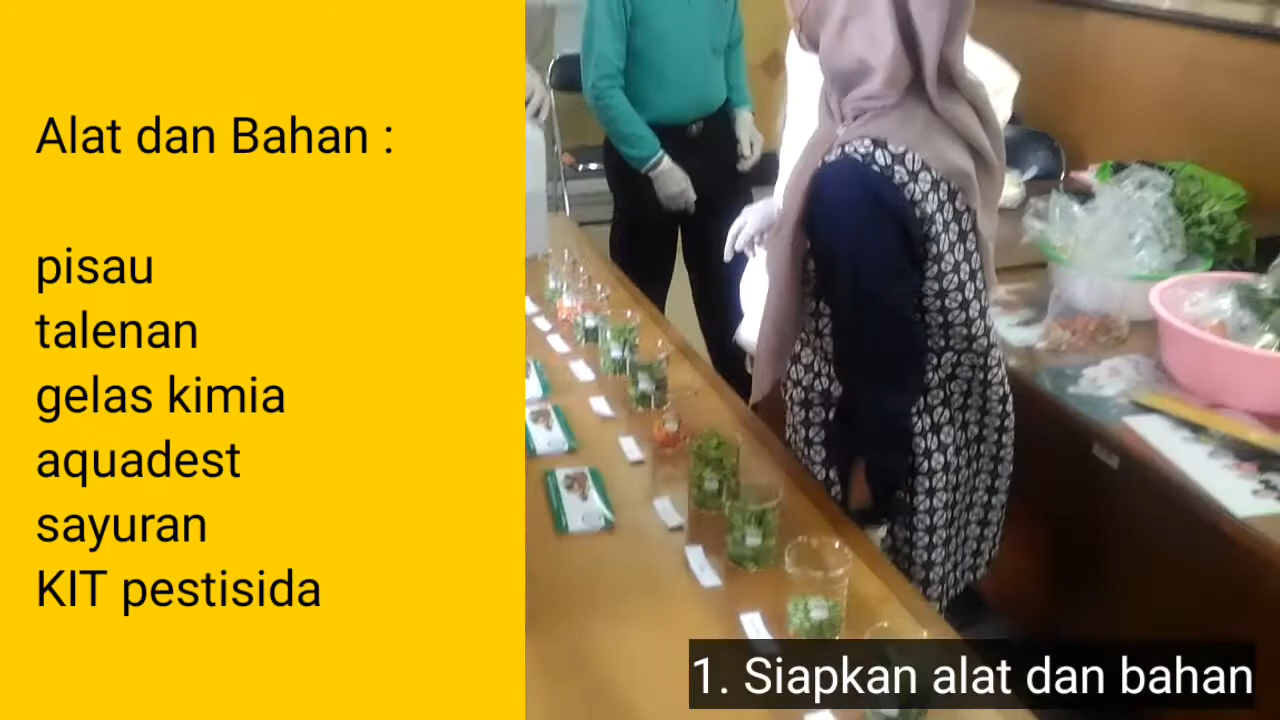 Alat dan Bahan :
pisau
talenan
gelas kimia
aquadest
sayuran
KIT pestisida
1. Siapkan alat dan bahan